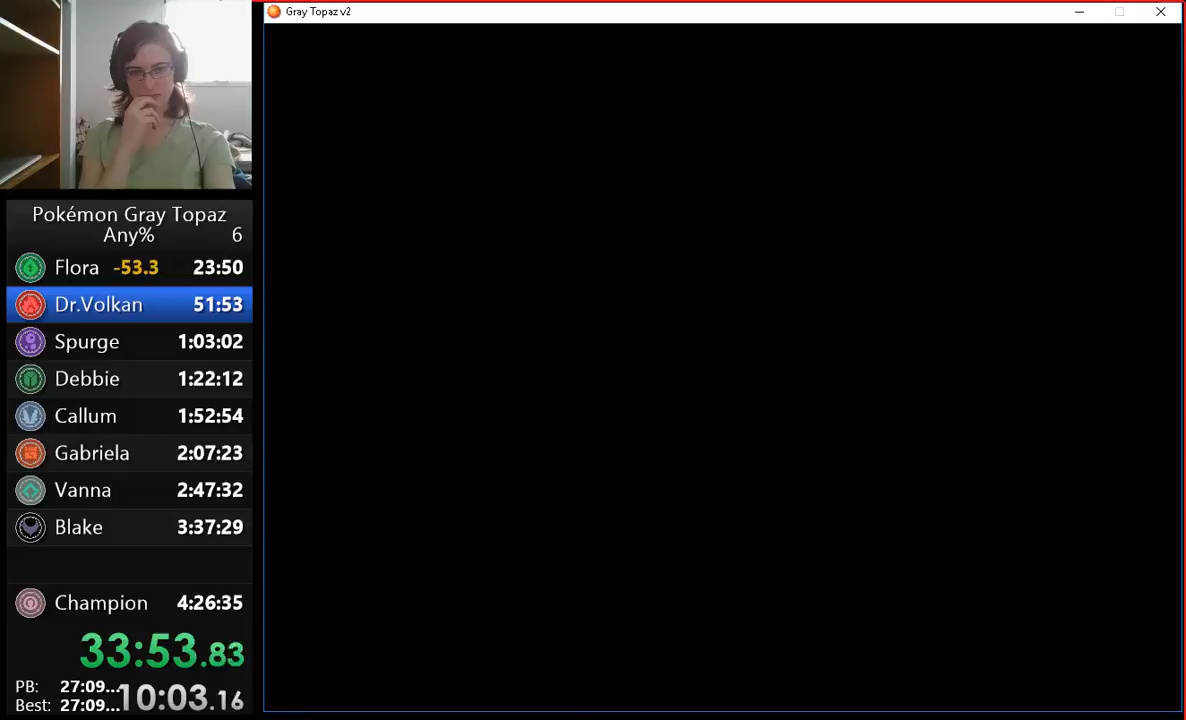 Gray Topaz v2
Pokémon Gray Topaz
Any% 6
Flora -53.3 23:50
Dr.Volkan 51:53
Spurge 1:03:02
Debbie 1:22:12
Callum 1:52:54
Gabriela 2:07:23
Vanna 2:47:32
Blake 3:37:29
Champion 4:26:35
33:53.83
PB: 27:09...
Best: 27:09...
10:03.16